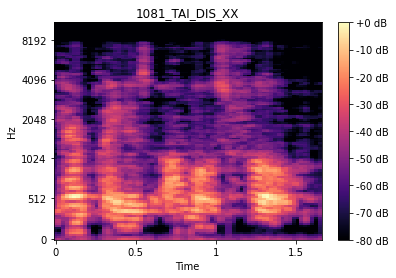 1081_TAI_DIS_XX
+0 dB
8192
-10 dB
4096
-20 dB
-30 dB
2048
Hz
-40 dB
1024
-50 dB
512
-60 dB
-70 dB
0
-80 dB
0
0.5
1
1.5
Time